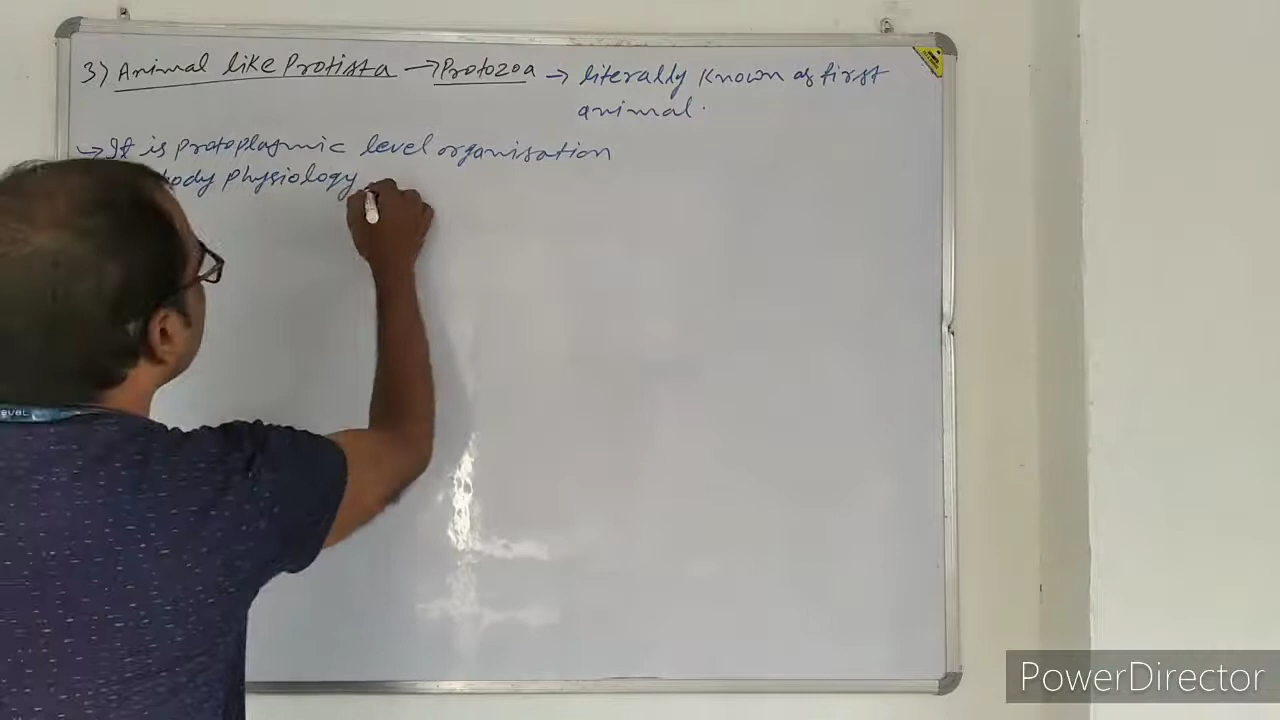 3) Animal like Protista → Protozoa → literally known as first
animal.
→ It is protoplasmic level organisation
body physiology
PowerDirector